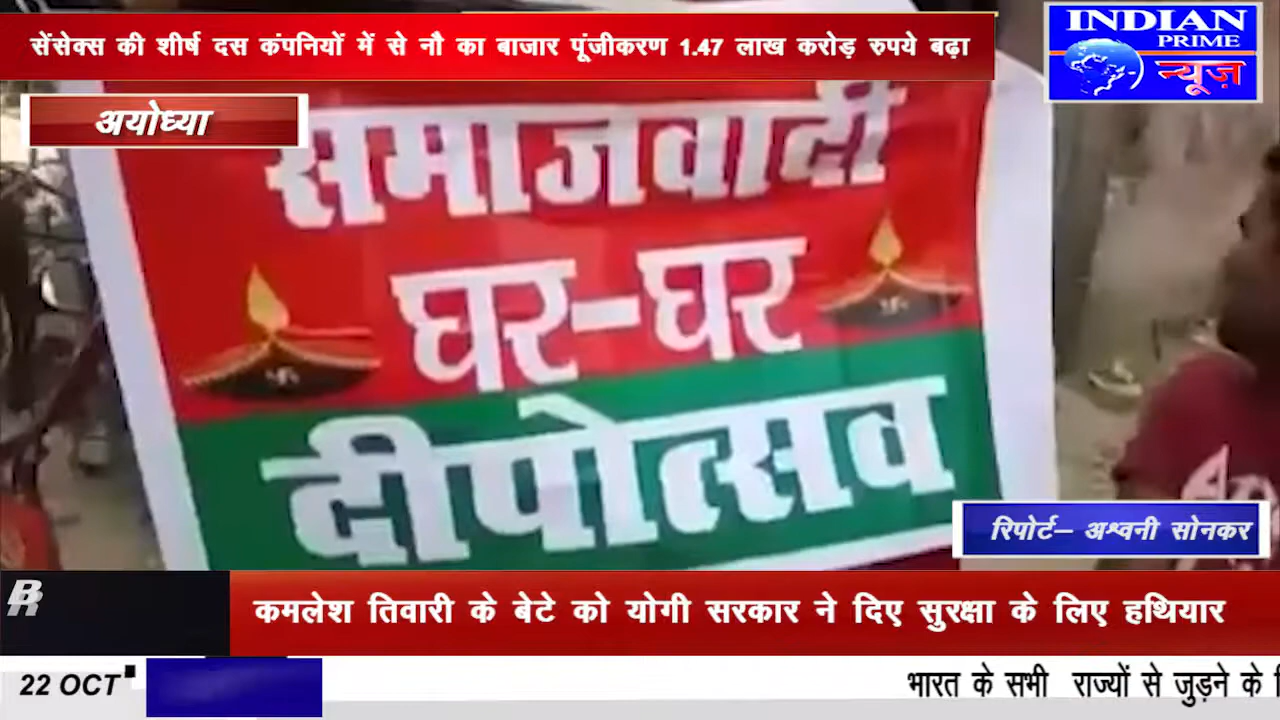 सेंसेक्स की शीर्ष दस कंपनियों में से नौ का बाजार पूंजीकरण 1.47 लाख करोड़ रुपये बढ़ा
INDIAN
PRIME
न्यूज़
अयोध्या
समाजवादी
घर-घर
दीपोत्सव
रिपोर्ट- अश्वनी सोनकर
कमलेश तिवारी के बेटे को योगी सरकार ने दिए सुरक्षा के लिए हथियार
22 OCT
भारत के सभी राज्यों से जुड़ने के